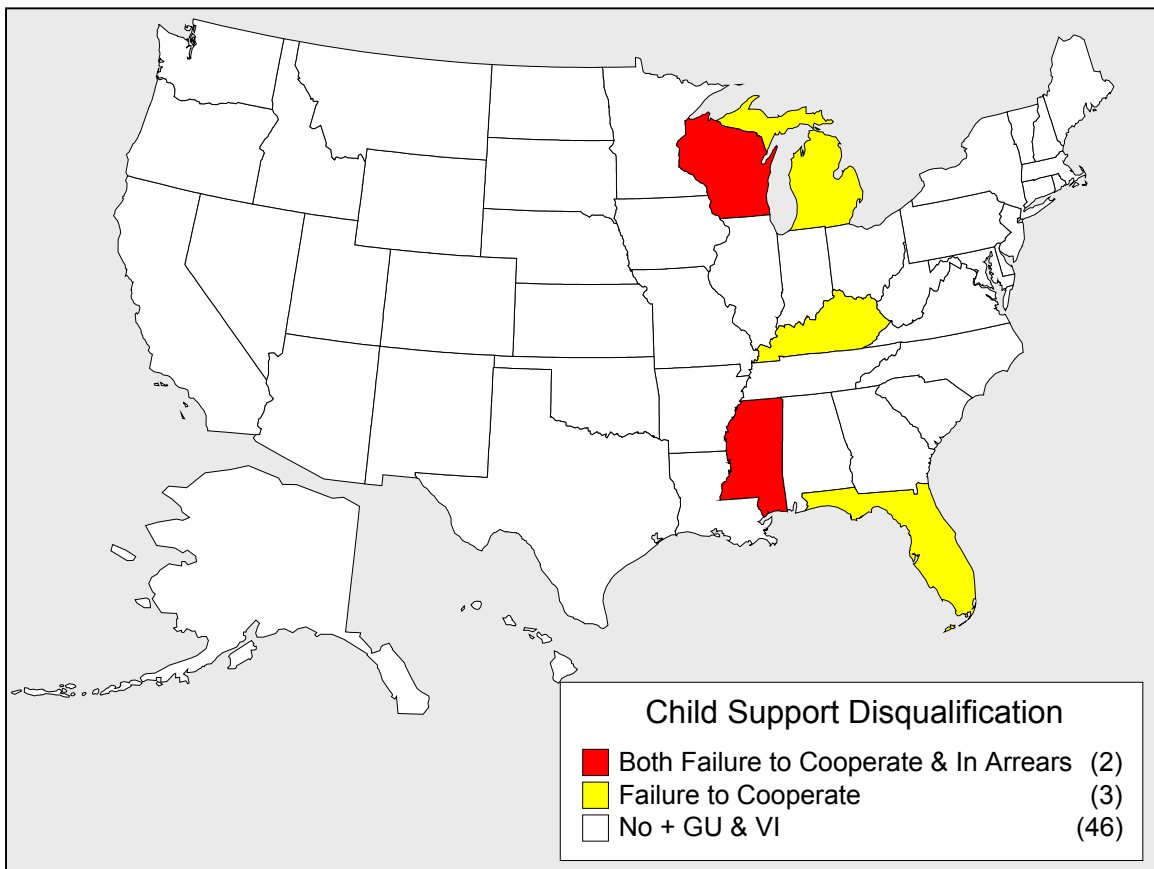 Child Support Disqualification
Both Failure to Cooperate & In Arrears (2)
Failure to Cooperate (3)
No + GU & VI (46)